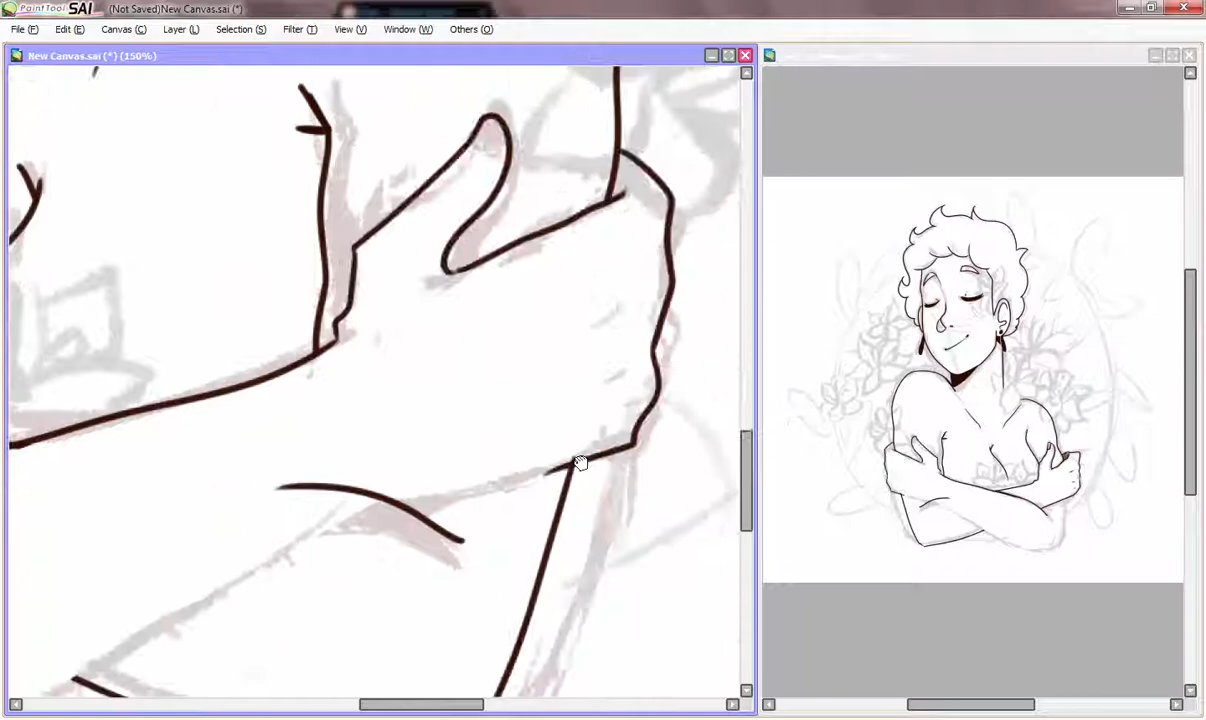 PaintTool SAI (Not Saved)New Canvas.sai (*)
File (F) Edit (E) Canvas (C) Layer (L) Selection (S) Filter (T) View (V) Window (W) Others (O)
New Canvas.sai (*) (150%)